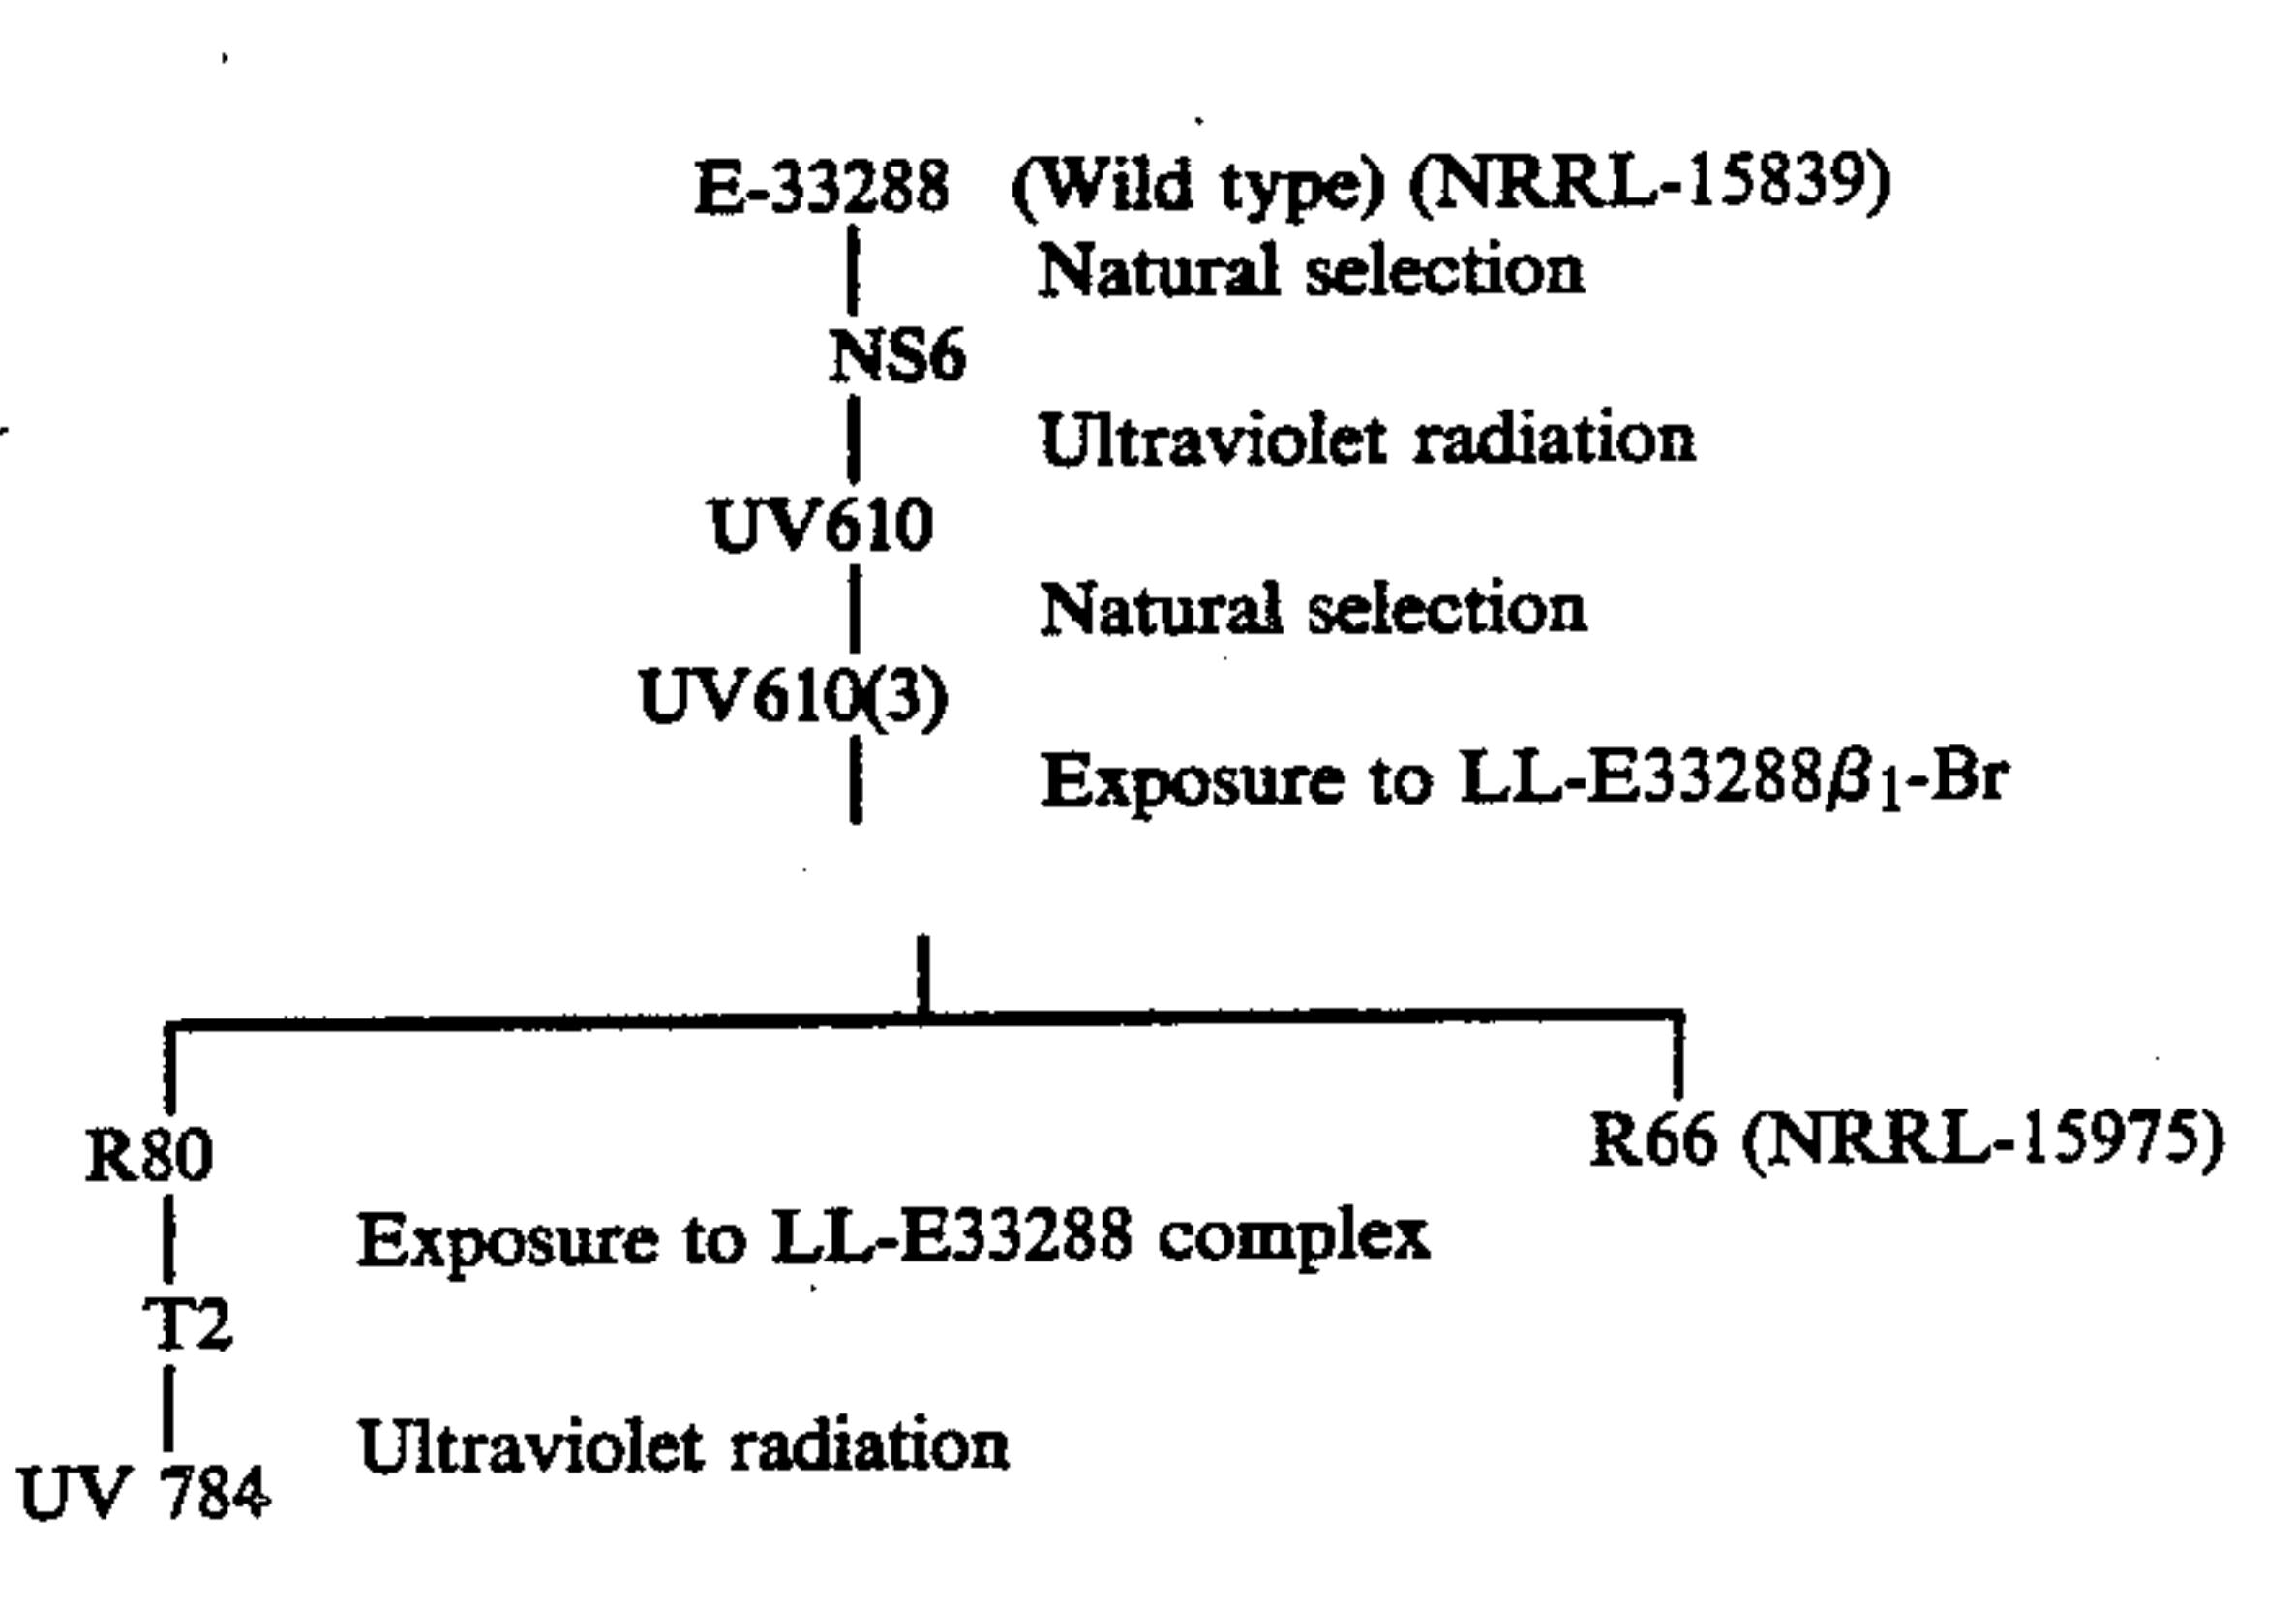 E-33288 (Wild type) (NRRL-15839)
Natural selection
NS6
Ultraviolet radiation
UV610
Natural selection
UV610(3)
Exposure to LL-E33288β₁-Br
R80
R66 (NRRL-15975)
Exposure to LL-E33288 complex
T2
Ultraviolet radiation
UV 784